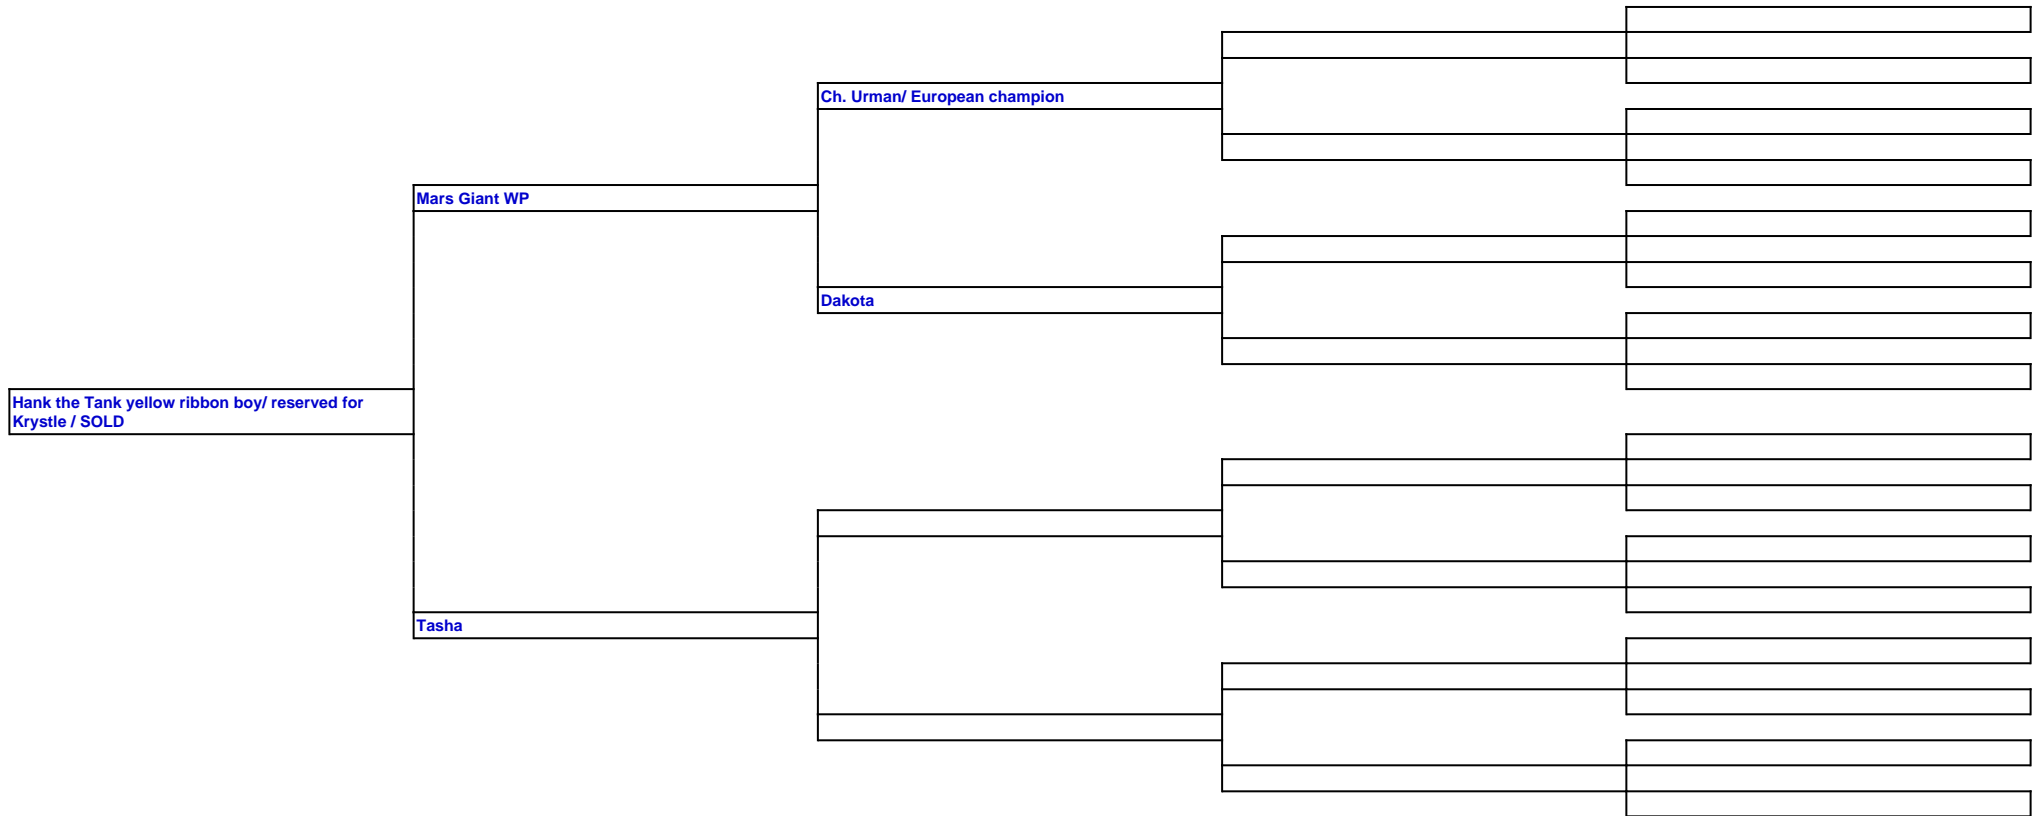 Ch. Urman/ European champion
Mars Giant WP
Dakota
Hank the Tank yellow ribbon boy/ reserved for
Krystle / SOLD
Tasha